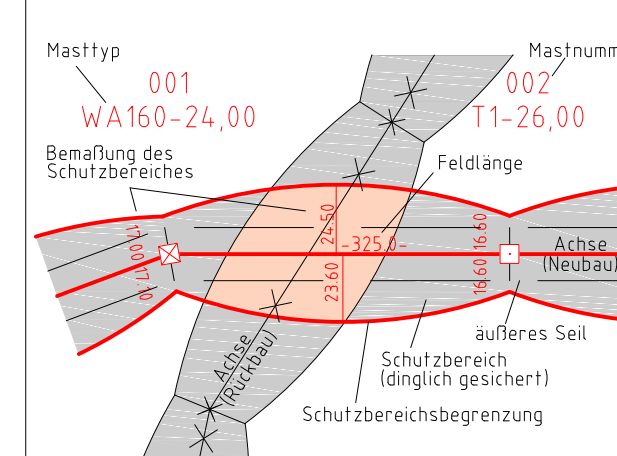 Masttyp
Mastnumm
001
WA160-24,00
002
T1-26,00
Bemaßung des
Schutzbereiches
Feldlänge
17.00
17.10
24.50
-325.0-
23.60
16.60
16.60
Achse
(Neubau)
äußeres Seil
Achse
(Rückbau)
Schutzbereich
(dinglich gesichert)
Schutzbereichsbegrenzung